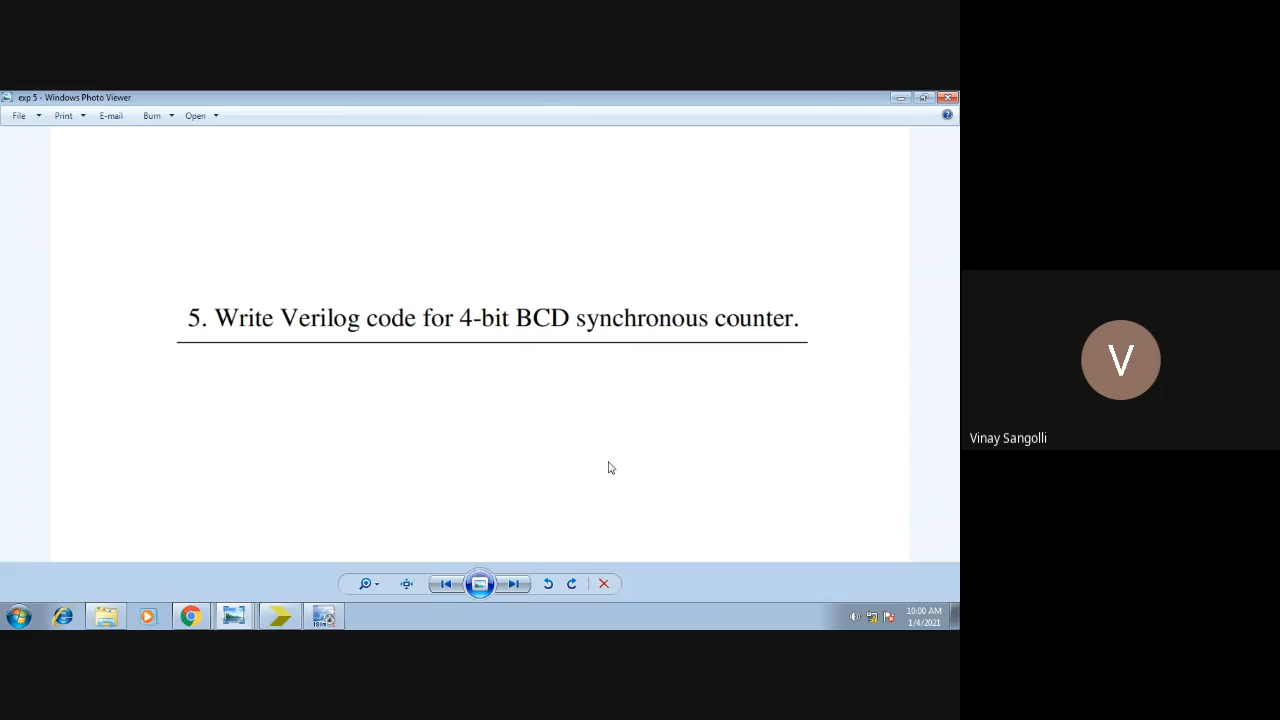 exp 5 - Windows Photo Viewer
File Print E-mail Burn Open
5. Write Verilog code for 4-bit BCD synchronous counter.
V
Vinay Sangolli
10:00 AM
1/4/2021